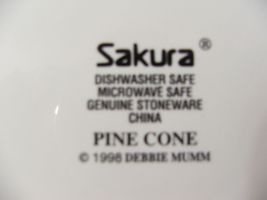 Sakura®
DISHWASHER SAFE
MICROWAVE SAFE
GENUINE STONEWARE
CHINA
PINE CONE
© 1998 DEBBIE MUMM